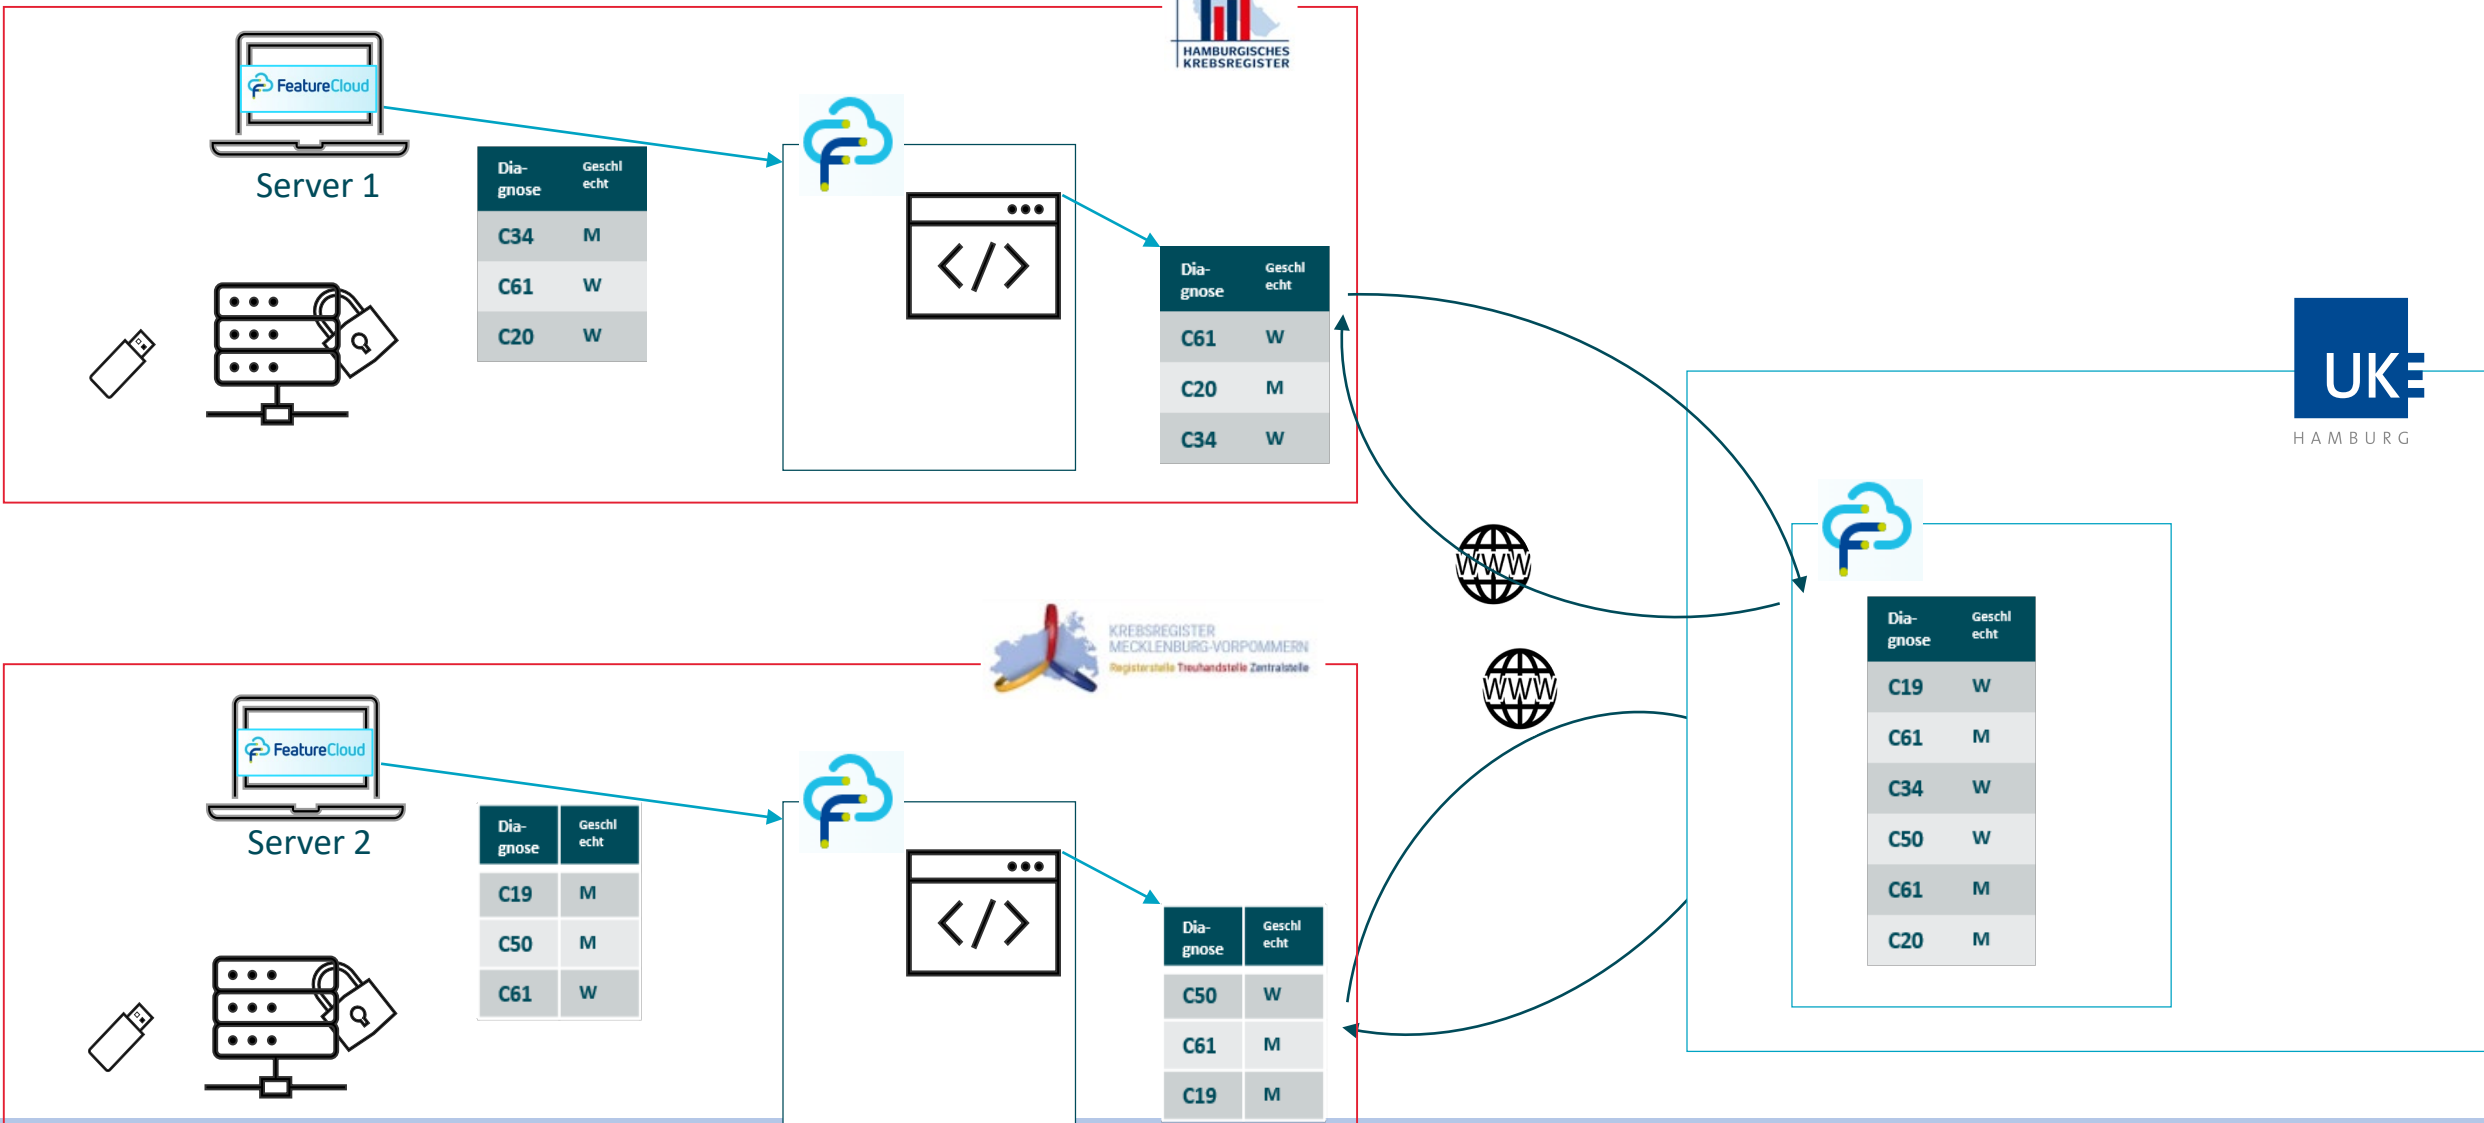 HAMBURGISCHES
KREBSREGISTER
FeatureCloud
Server 1
Dia- Geschl
gnose echt
C34 M
C61 W
C20 W
</>
Dia- Geschl
gnose echt
C61 W
C20 M
C34 W
UKE
HAMBURG
WWW
WWW
Dia- Geschl
gnose echt
C19 W
C61 M
C34 W
C50 W
C61 M
C20 M
KREBSREGISTER
MECKLENBURG-VORPOMMERN
Registerstelle Treuhandstelle Zentralstelle
FeatureCloud
Server 2
Dia- Geschl
gnose echt
C19 M
C50 M
C61 W
</>
Dia- Geschl
gnose echt
C50 W
C61 M
C19 M